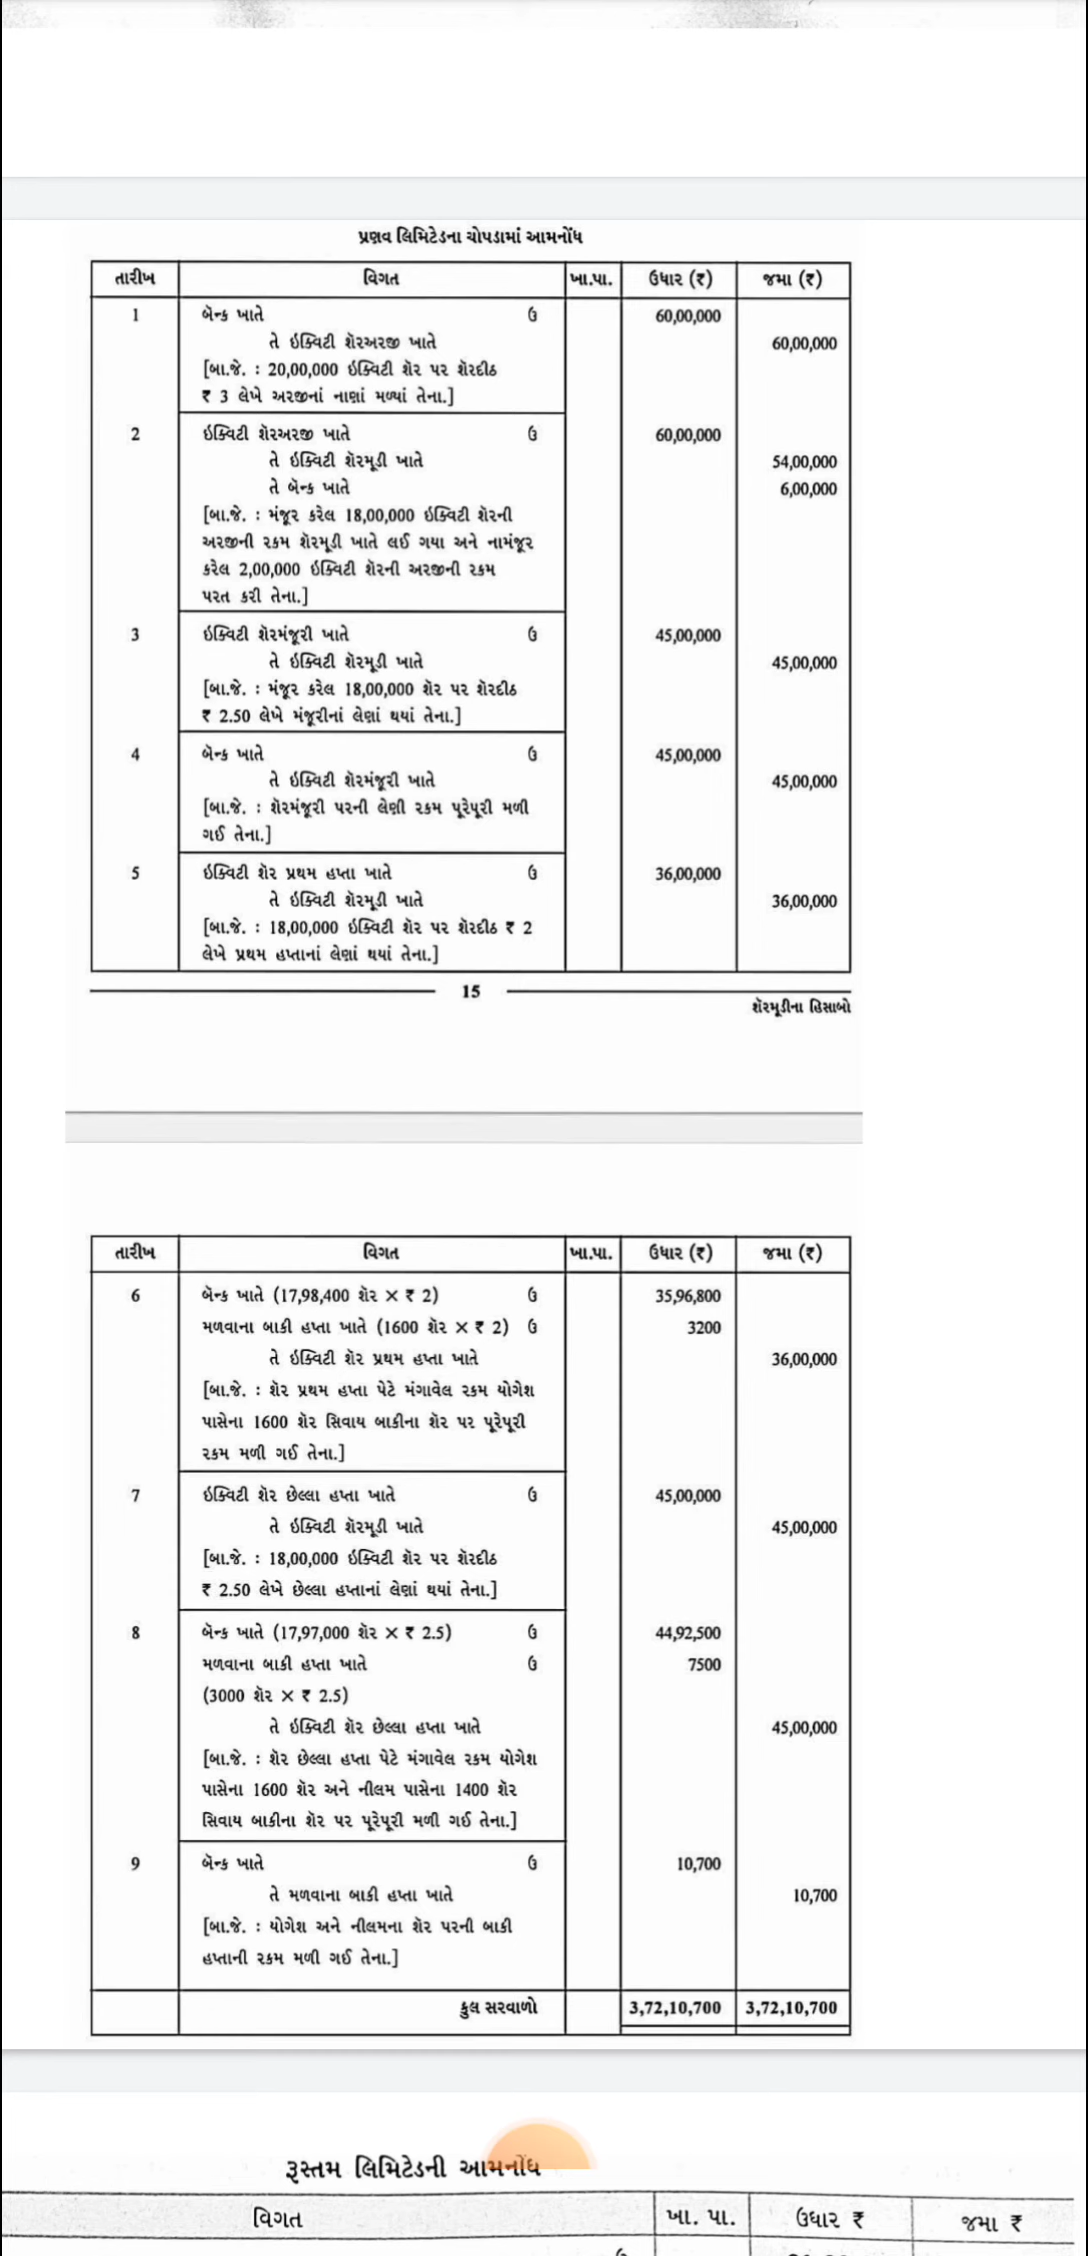 પ્રણવ લિમિટેડના ચોપડામાં આમનોંધ
તારીખ વિગત ખા.પા. ઉધાર (₹) જમા (₹)
1 બૅન્ક ખાતે ઉ 60,00,000
તે ઇક્વિટી શૅરઅરજી ખાતે 60,00,000
[બા.જે. : 20,00,000 ઇક્વિટી શૅર પર શૅરદીઠ
₹ 3 લેખે અરજીનાં નાણાં મળ્યાં તેના.]
2 ઇક્વિટી શૅરઅરજી ખાતે ઉ 60,00,000
તે ઇક્વિટી શૅરમૂડી ખાતે 54,00,000
તે બૅન્ક ખાતે 6,00,000
[બા.જે. : મંજૂર કરેલ 18,00,000 ઇક્વિટી શૅરની
અરજીની રકમ શૅરમૂડી ખાતે લઈ ગયા અને નામંજૂર
કરેલ 2,00,000 ઇક્વિટી શૅરની અરજીની રકમ
પરત કરી તેના.]
3 ઇક્વિટી શૅરમંજૂરી ખાતે ઉ 45,00,000
તે ઇક્વિટી શૅરમૂડી ખાતે 45,00,000
[બા.જે. : મંજૂર કરેલ 18,00,000 શૅર પર શૅરદીઠ
₹ 2.50 લેખે મંજૂરીનાં લેણાં થયાં તેના.]
4 બૅન્ક ખાતે ઉ 45,00,000
તે ઇક્વિટી શૅરમંજૂરી ખાતે 45,00,000
[બા.જે. : શૅરમંજૂરી પરની લેણી રકમ પૂરેપૂરી મળી
ગઈ તેના.]
5 ઇક્વિટી શૅર પ્રથમ હપ્તા ખાતે ઉ 36,00,000
તે ઇક્વિટી શૅરમૂડી ખાતે 36,00,000
[બા.જે. : 18,00,000 ઇક્વિટી શૅર પર શૅરદીઠ ₹ 2
લેખે પ્રથમ હપ્તાનાં લેણાં થયાં તેના.]
15
શૅરમૂડીના હિસાબો
તારીખ વિગત ખા.પા. ઉધાર (₹) જમા (₹)
6 બૅન્ક ખાતે (17,98,400 શૅર × ₹ 2) ઉ 35,96,800
મળવાના બાકી હપ્તા ખાતે (1600 શૅર × ₹ 2) ઉ 3200
તે ઇક્વિટી શૅર પ્રથમ હપ્તા ખાતે 36,00,000
[બા.જે. : શૅર પ્રથમ હપ્તા પેટે મંગાવેલ રકમ યોગેશ
પાસેના 1600 શૅર સિવાય બાકીના શૅર પર પૂરેપૂરી
રકમ મળી ગઈ તેના.]
7 ઇક્વિટી શૅર છેલ્લા હપ્તા ખાતે ઉ 45,00,000
તે ઇક્વિટી શૅરમૂડી ખાતે 45,00,000
[બા.જે. : 18,00,000 ઇક્વિટી શૅર પર શૅરદીઠ
₹ 2.50 લેખે છેલ્લા હપ્તાનાં લેણાં થયાં તેના.]
8 બૅન્ક ખાતે (17,97,000 શૅર × ₹ 2.5) ઉ 44,92,500
મળવાના બાકી હપ્તા ખાતે ઉ 7500
(3000 શૅર × ₹ 2.5)
તે ઇક્વિટી શૅર છેલ્લા હપ્તા ખાતે 45,00,000
[બા.જે. : શૅર છેલ્લા હપ્તા પેટે મંગાવેલ રકમ યોગેશ
પાસેના 1600 શૅર અને નીલમ પાસેના 1400 શૅર
સિવાય બાકીના શૅર પર પૂરેપૂરી મળી ગઈ તેના.]
9 બૅન્ક ખાતે ઉ 10,700
તે મળવાના બાકી હપ્તા ખાતે 10,700
[બા.જે. : યોગેશ અને નીલમના શૅર પરની બાકી
હપ્તાની રકમ મળી ગઈ તેના.]
કુલ સરવાળો 3,72,10,700 3,72,10,700
રૂસ્તમ લિમિટેડની આમનોંધ
વિગત ખા. પા. ઉધાર ₹ જમા ₹